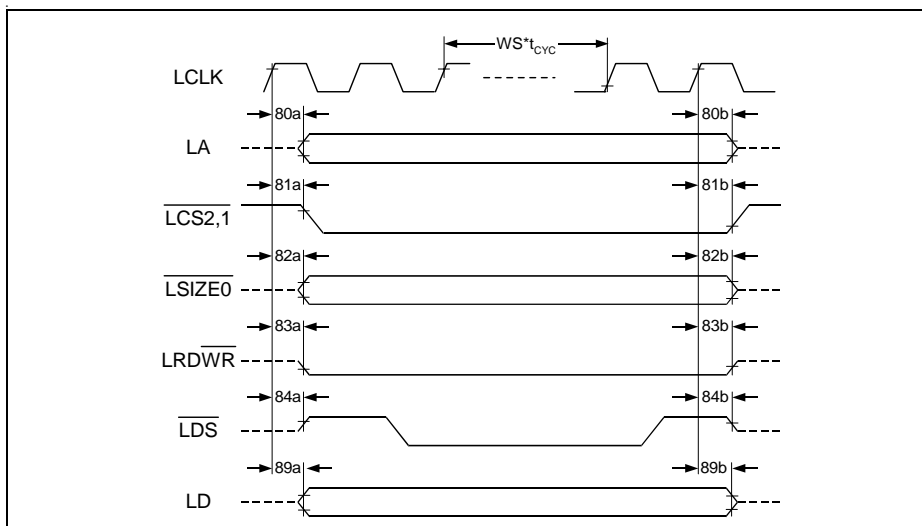 WS*tCYC
LCLK
80a 80b
LA
81a 81b
LCS2,1
82a 82b
LSIZE0
83a 83b
LRDWR
84a 84b
LDS
89a 89b
LD